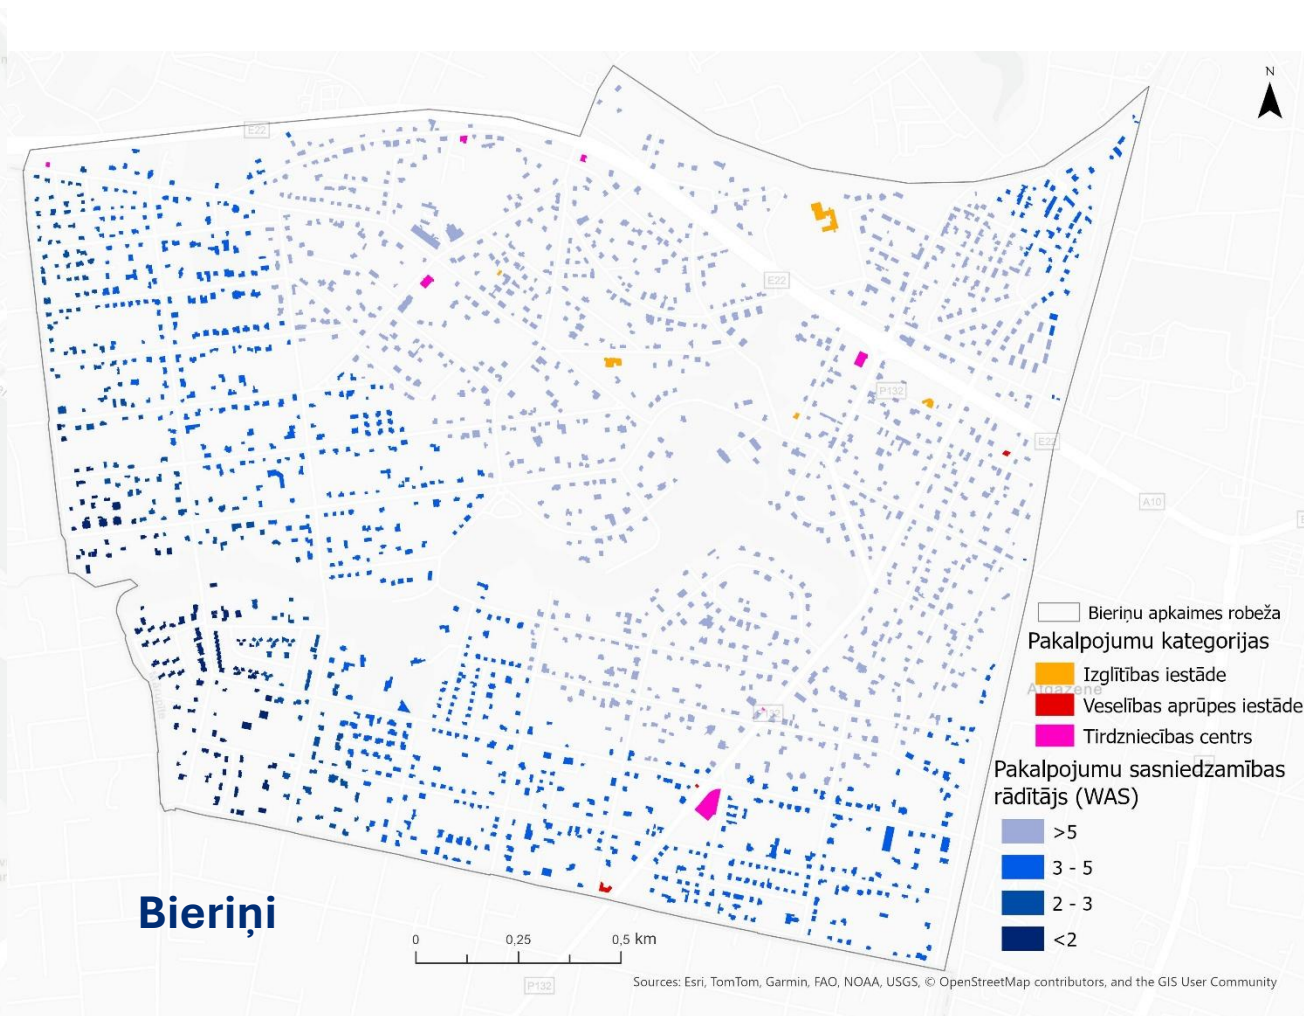 N
E22
E22
P132
E22
A10
Bieriņu apkaimes robeža
Pakalpojumu kategorijas
Izglītības iestāde
Veselības aprūpes iestāde
Tirdzniecības centrs
Pakalpojumu sasniedzamības
rādītājs (WAS)
>5
3 - 5
2 - 3
<2
Bieriņi
0 0,25 0,5 km
P132
Sources: Esri, TomTom, Garmin, FAO, NOAA, USGS, © OpenStreetMap contributors, and the GIS User Community